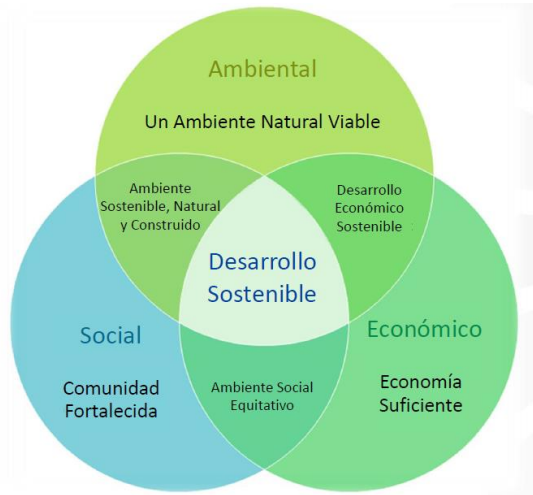 Ambiental
Un Ambiente Natural Viable
Ambiente
Sostenible, Natural
y Construido
Desarrollo
Económico
Sostenible
Desarrollo
Sostenible
Social
Comunidad
Fortalecida
Ambiente Social
Equitativo
Económico
Economía
Suficiente